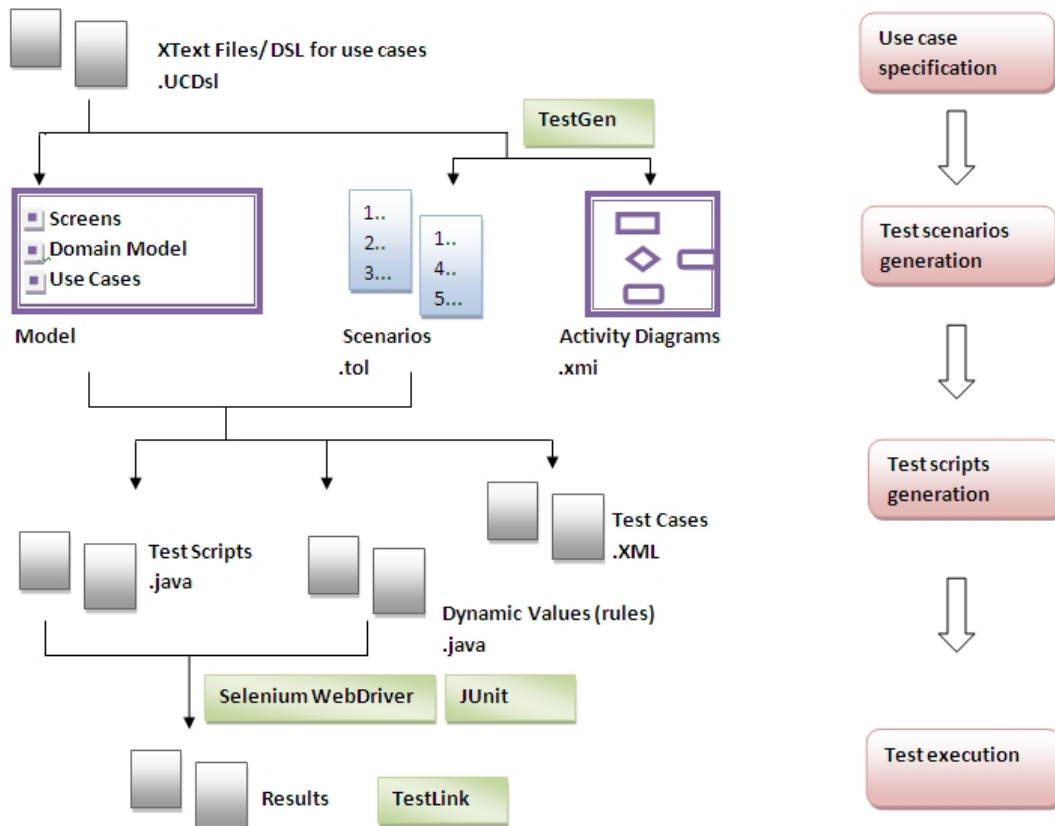 XText Files/ DSL for use cases
.UCDsl
Use case
specification
TestGen
Screens
Domain Model
Use Cases
1..
2..
3...
1..
4..
5...
Test scenarios
generation
Model
Scenarios
.tol
Activity Diagrams
.xmi
Test scripts
generation
Test Scripts
.java
Dynamic Values (rules)
.java
Test Cases
.XML
Selenium WebDriver
JUnit
Test execution
Results
TestLink